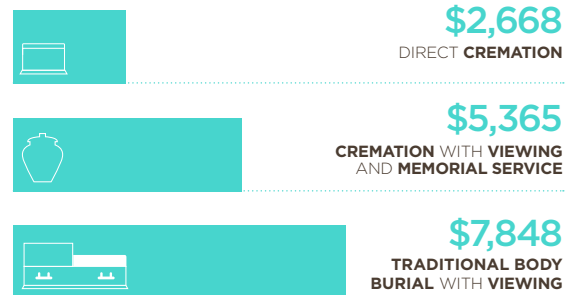 $2,668
DIRECT CREMATION
$5,365
CREMATION WITH VIEWING
AND MEMORIAL SERVICE
$7,848
TRADITIONAL BODY
BURIAL WITH VIEWING